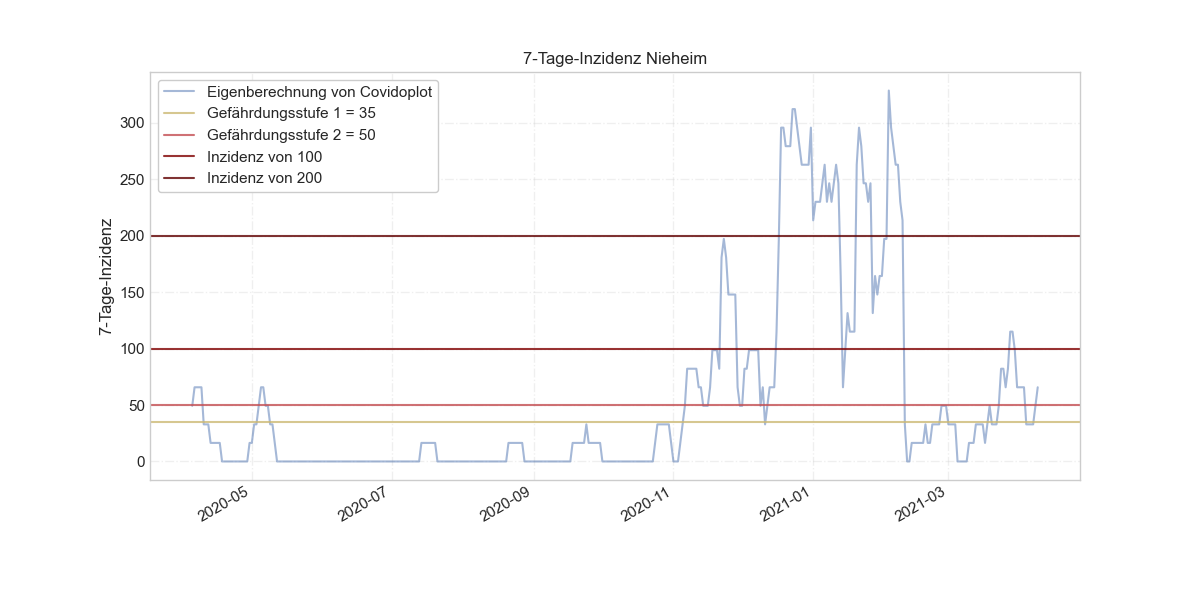 7-Tage-Inzidenz Nieheim
Eigenberechnung von Covidoplot
Gefährdungsstufe 1 = 35
Gefährdungsstufe 2 = 50
Inzidenz von 100
Inzidenz von 200
7-Tage-Inzidenz
300
250
200
150
100
50
0
2020-05
2020-07
2020-09
2020-11
2021-01
2021-03